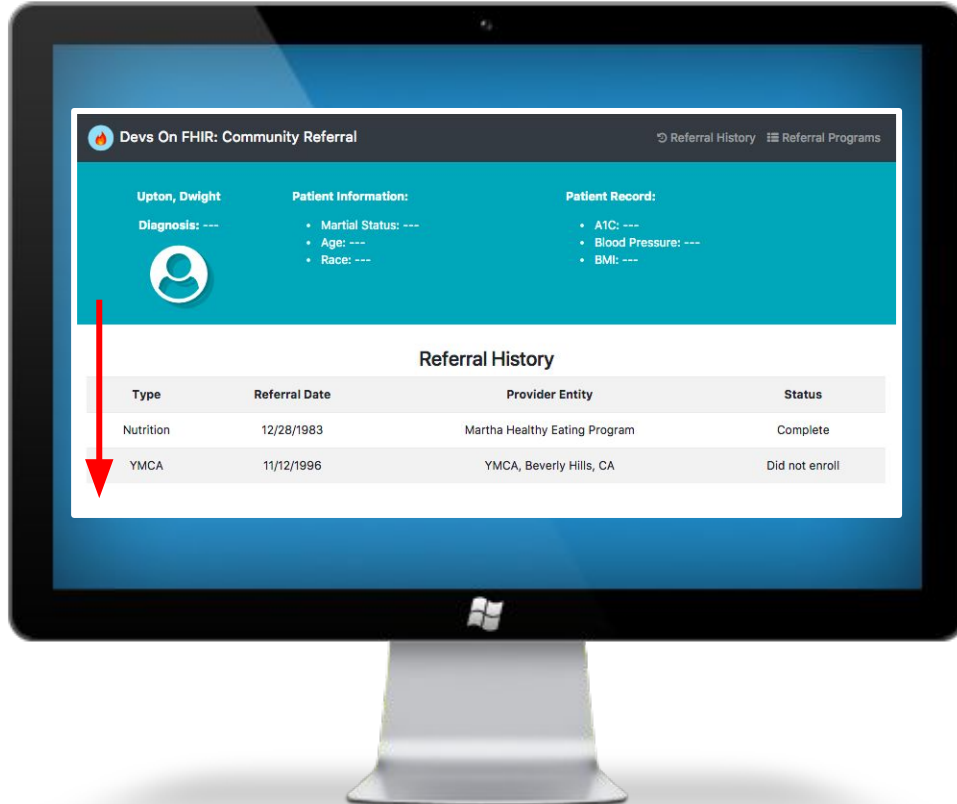 Devs On FHIR: Community Referral
Referral History Referral Programs
Upton, Dwight
Diagnosis: ---
Patient Information:
• Martial Status: ---
• Age: ---
• Race: ---
Patient Record:
• A1C: ---
• Blood Pressure: ---
• BMI: ---
Referral History
Type Referral Date Provider Entity Status
Nutrition 12/28/1983 Martha Healthy Eating Program Complete
YMCA 11/12/1996 YMCA, Beverly Hills, CA Did not enroll